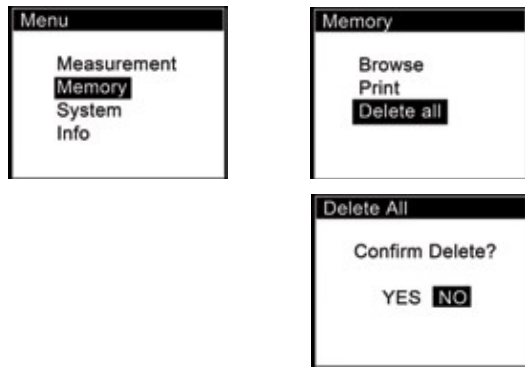 Menu
Measurement
Memory
System
Info
Memory
Browse
Print
Delete all
Delete All
Confirm Delete?
YES NO